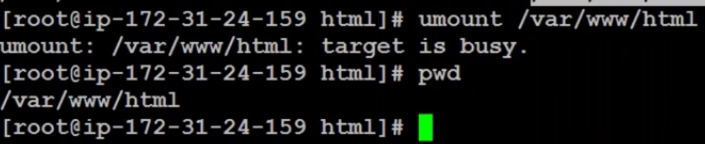 [root@ip-172-31-24-159 html]# umount /var/www/html
umount: /var/www/html: target is busy.
[root@ip-172-31-24-159 html]# pwd
/var/www/html
[root@ip-172-31-24-159 html]#